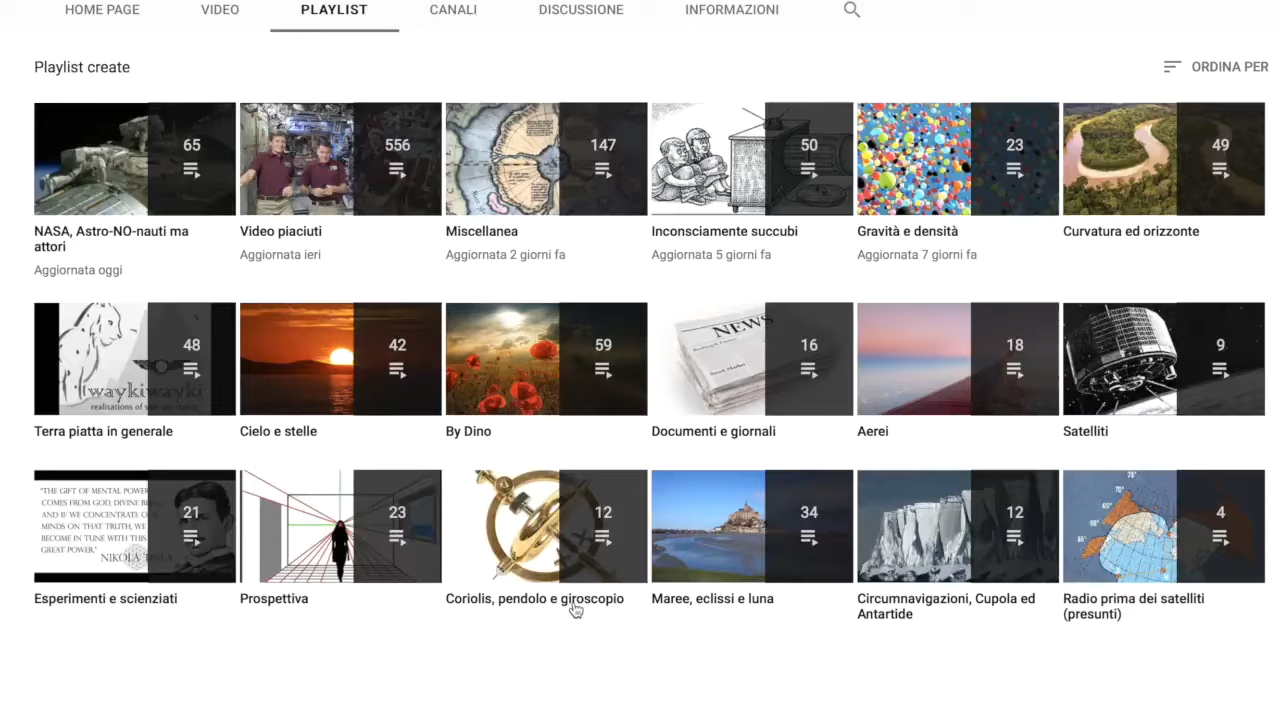 HOME PAGE
VIDEO
PLAYLIST
CANALI
DISCUSSIONE
INFORMAZIONI
Playlist create
ORDINA PER
65
556
147
50
23
49
NASA, Astro-NO-nauti ma
attori
Aggiornata oggi
Video piaciuti
Aggiornata ieri
Miscellanea
Aggiornata 2 giorni fa
Inconsciamente succubi
Aggiornata 5 giorni fa
Gravità e densità
Aggiornata 7 giorni fa
Curvatura ed orizzonte
waykiwayki
48
42
59
NEWS
16
18
9
Terra piatta in generale
Cielo e stelle
By Dino
Documenti e giornali
Aerei
Satelliti
"THE GIFT OF MENTAL POWER
COMES FROM GOD, DIVINE
AND IF WE CONCENTRATE
MINDS ON THAT TRUTH, WE
BECOME IN TUNE WITH THIS
GREAT POWER."
NIKOLA TESLA
21
23
12
34
12
75°
70°
4
Esperimenti e scienziati
Prospettiva
Coriolis, pendolo e giroscopio
Maree, eclissi e luna
Circumnavigazioni, Cupola ed
Antartide
Radio prima dei satelliti
(presunti)